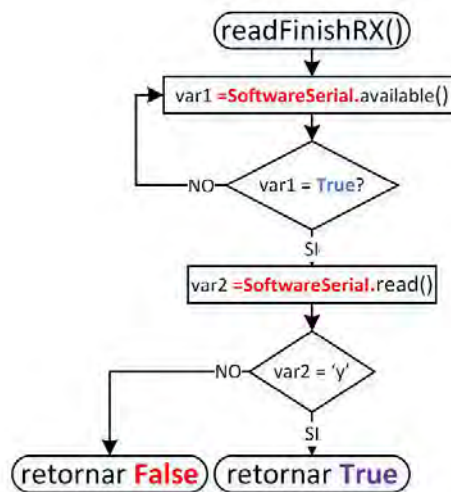 readFinishRX()
var1 =SoftwareSerial.available()
var1 = True?
NO
SI
var2 =SoftwareSerial.read()
var2 = ‘y’
NO
SI
retornar False
retornar True